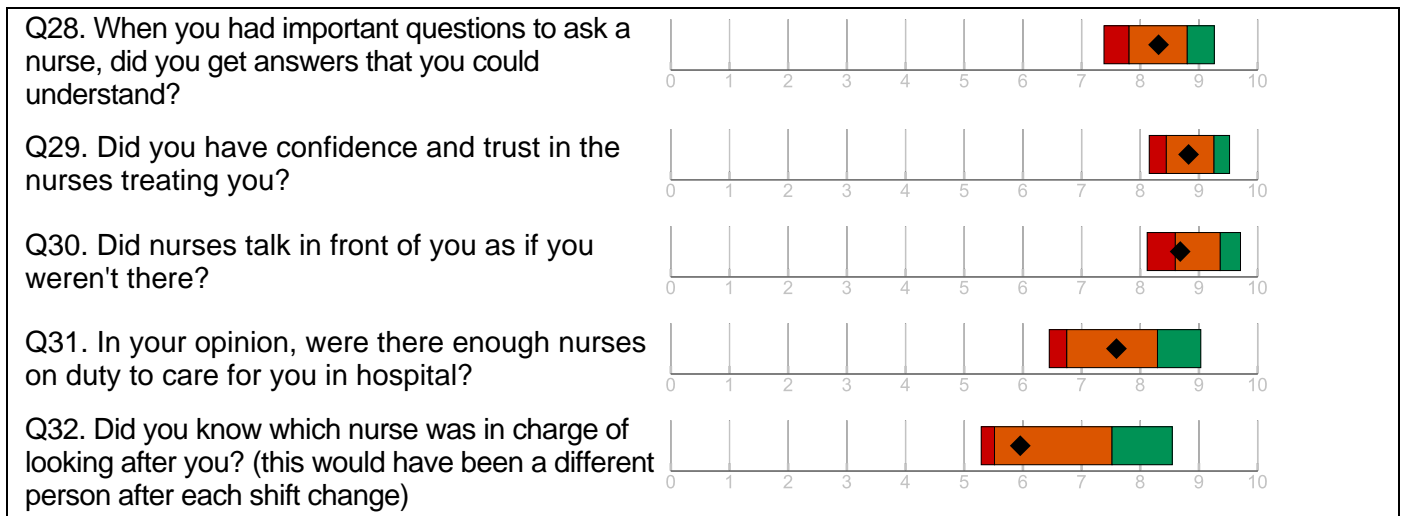 Q28. When you had important questions to ask a
nurse, did you get answers that you could
understand?
0 1 2 3 4 5 6 7 8 9 10
Q29. Did you have confidence and trust in the
nurses treating you?
0 1 2 3 4 5 6 7 8 9 10
Q30. Did nurses talk in front of you as if you
weren't there?
0 1 2 3 4 5 6 7 8 9 10
Q31. In your opinion, were there enough nurses
on duty to care for you in hospital?
0 1 2 3 4 5 6 7 8 9 10
Q32. Did you know which nurse was in charge of
looking after you? (this would have been a different
person after each shift change)
0 1 2 3 4 5 6 7 8 9 10